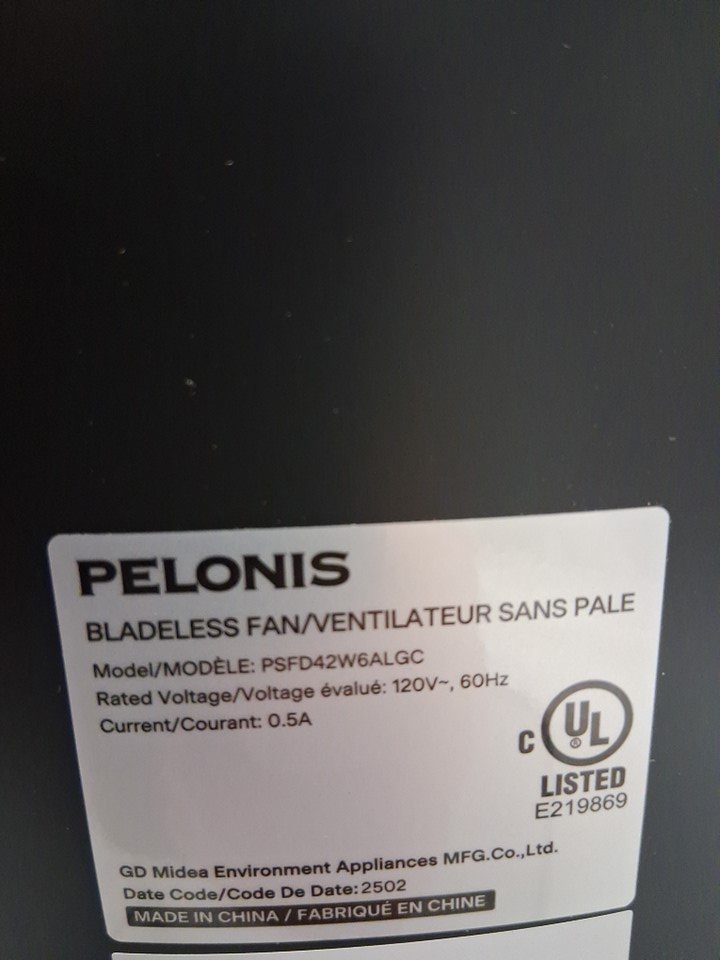 PELONIS
BLADELESS FAN/VENTILATEUR SANS PALE
Model/MODÈLE: PSFD42W6ALGC
Rated Voltage/Voltage évalué: 120V~, 60Hz
Current/Courant: 0.5A
C UL ®
LISTED
E219869
GD Midea Environment Appliances MFG.Co.,Ltd.
Date Code/Code De Date: 2502
MADE IN CHINA / FABRIQUÉ EN CHINE